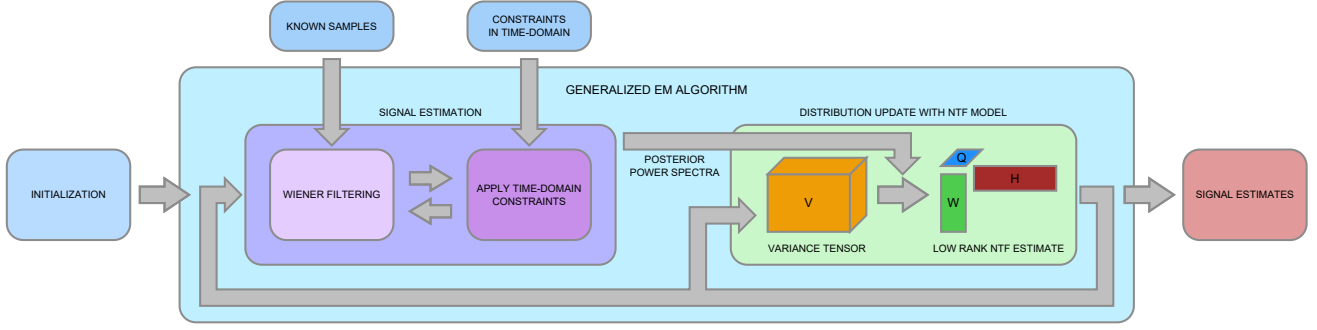 KNOWN SAMPLES
CONSTRAINTS
IN TIME-DOMAIN
GENERALIZED EM ALGORITHM
SIGNAL ESTIMATION
DISTRIBUTION UPDATE WITH NTF MODEL
INITIALIZATION
WIENER FILTERING
APPLY TIME-DOMAIN
CONSTRAINTS
POSTERIOR
POWER SPECTRA
V
Q
H
W
VARIANCE TENSOR
LOW RANK NTF ESTIMATE
SIGNAL ESTIMATES